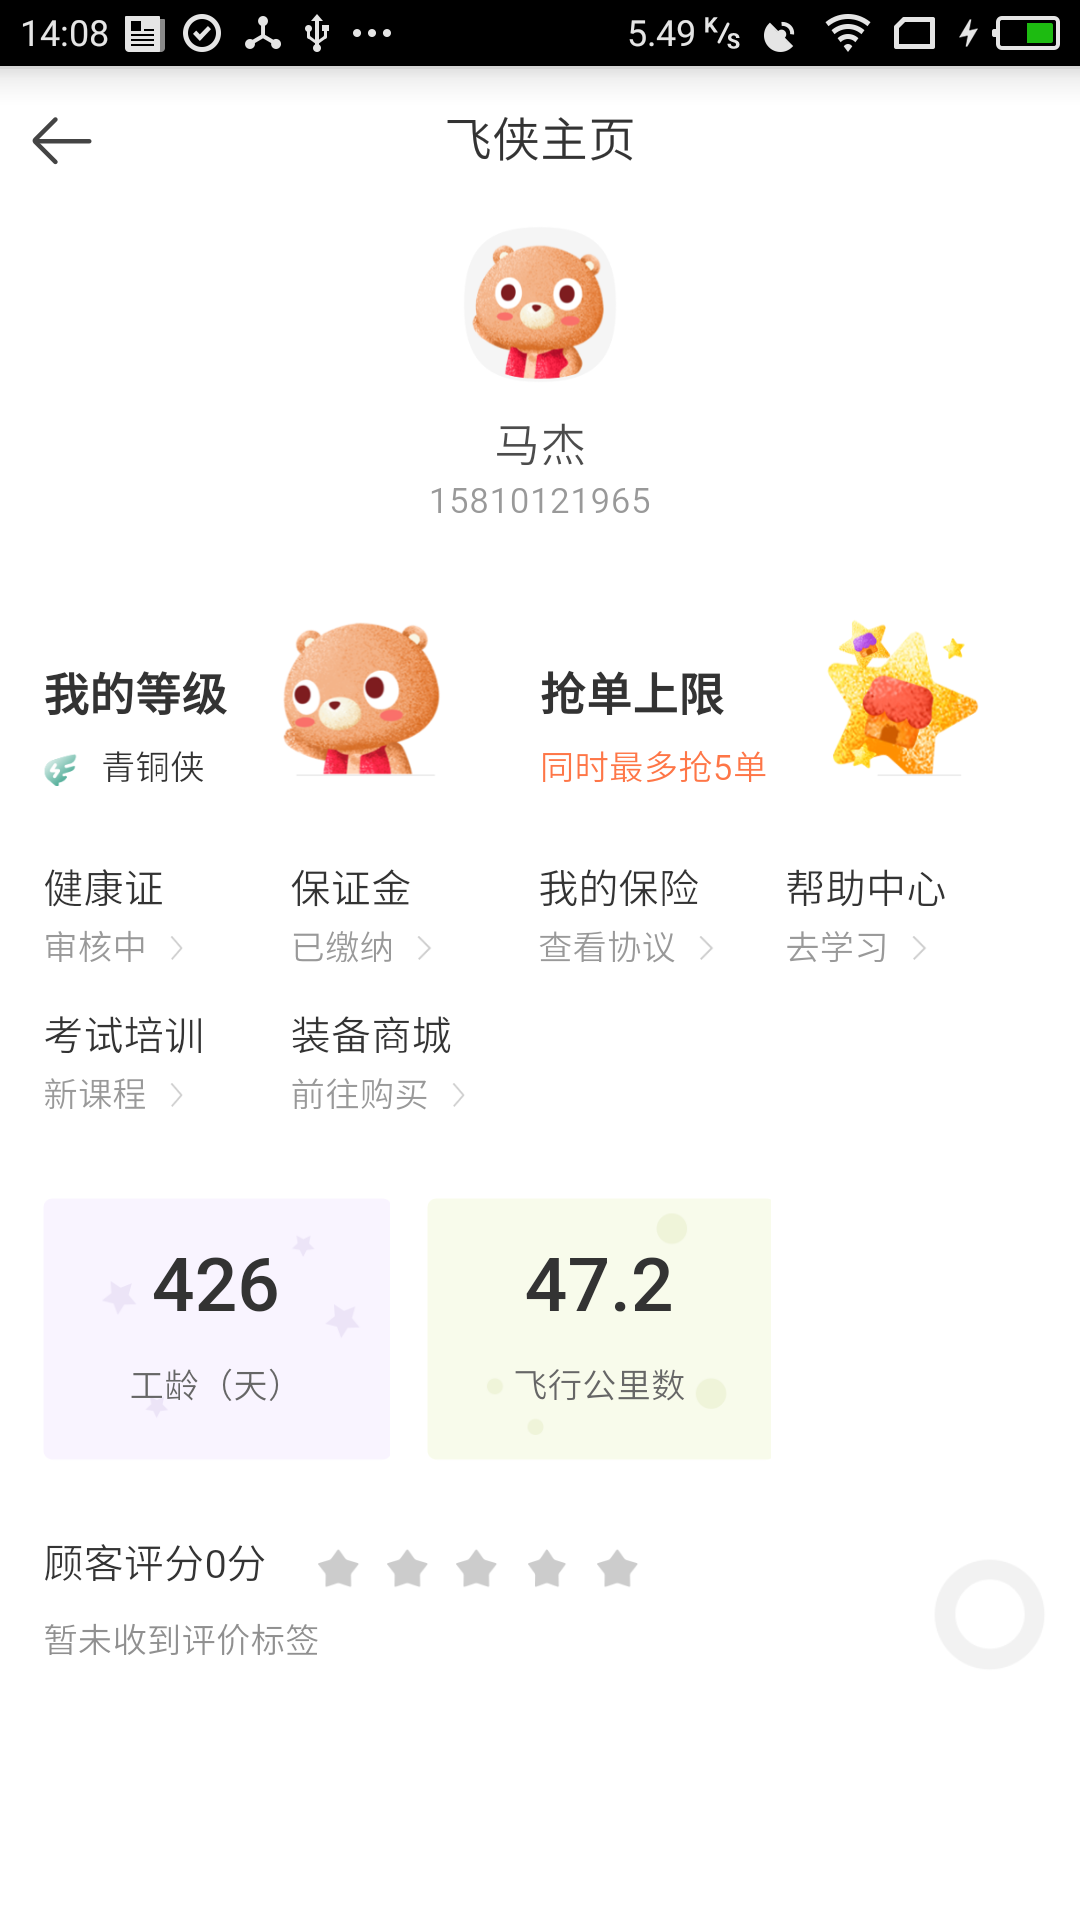 14:08 5.49 K/s
飞侠主页
马杰
15810121965
我的等级 抢单上限
青铜侠 同时最多抢5单
健康证 保证金 我的保险 帮助中心
审核中 已缴纳 查看协议 去学习
考试培训 装备商城
新课程 前往购买
426 47.2
工龄（天） 飞行公里数
顾客评分0分
暂未收到评价标签